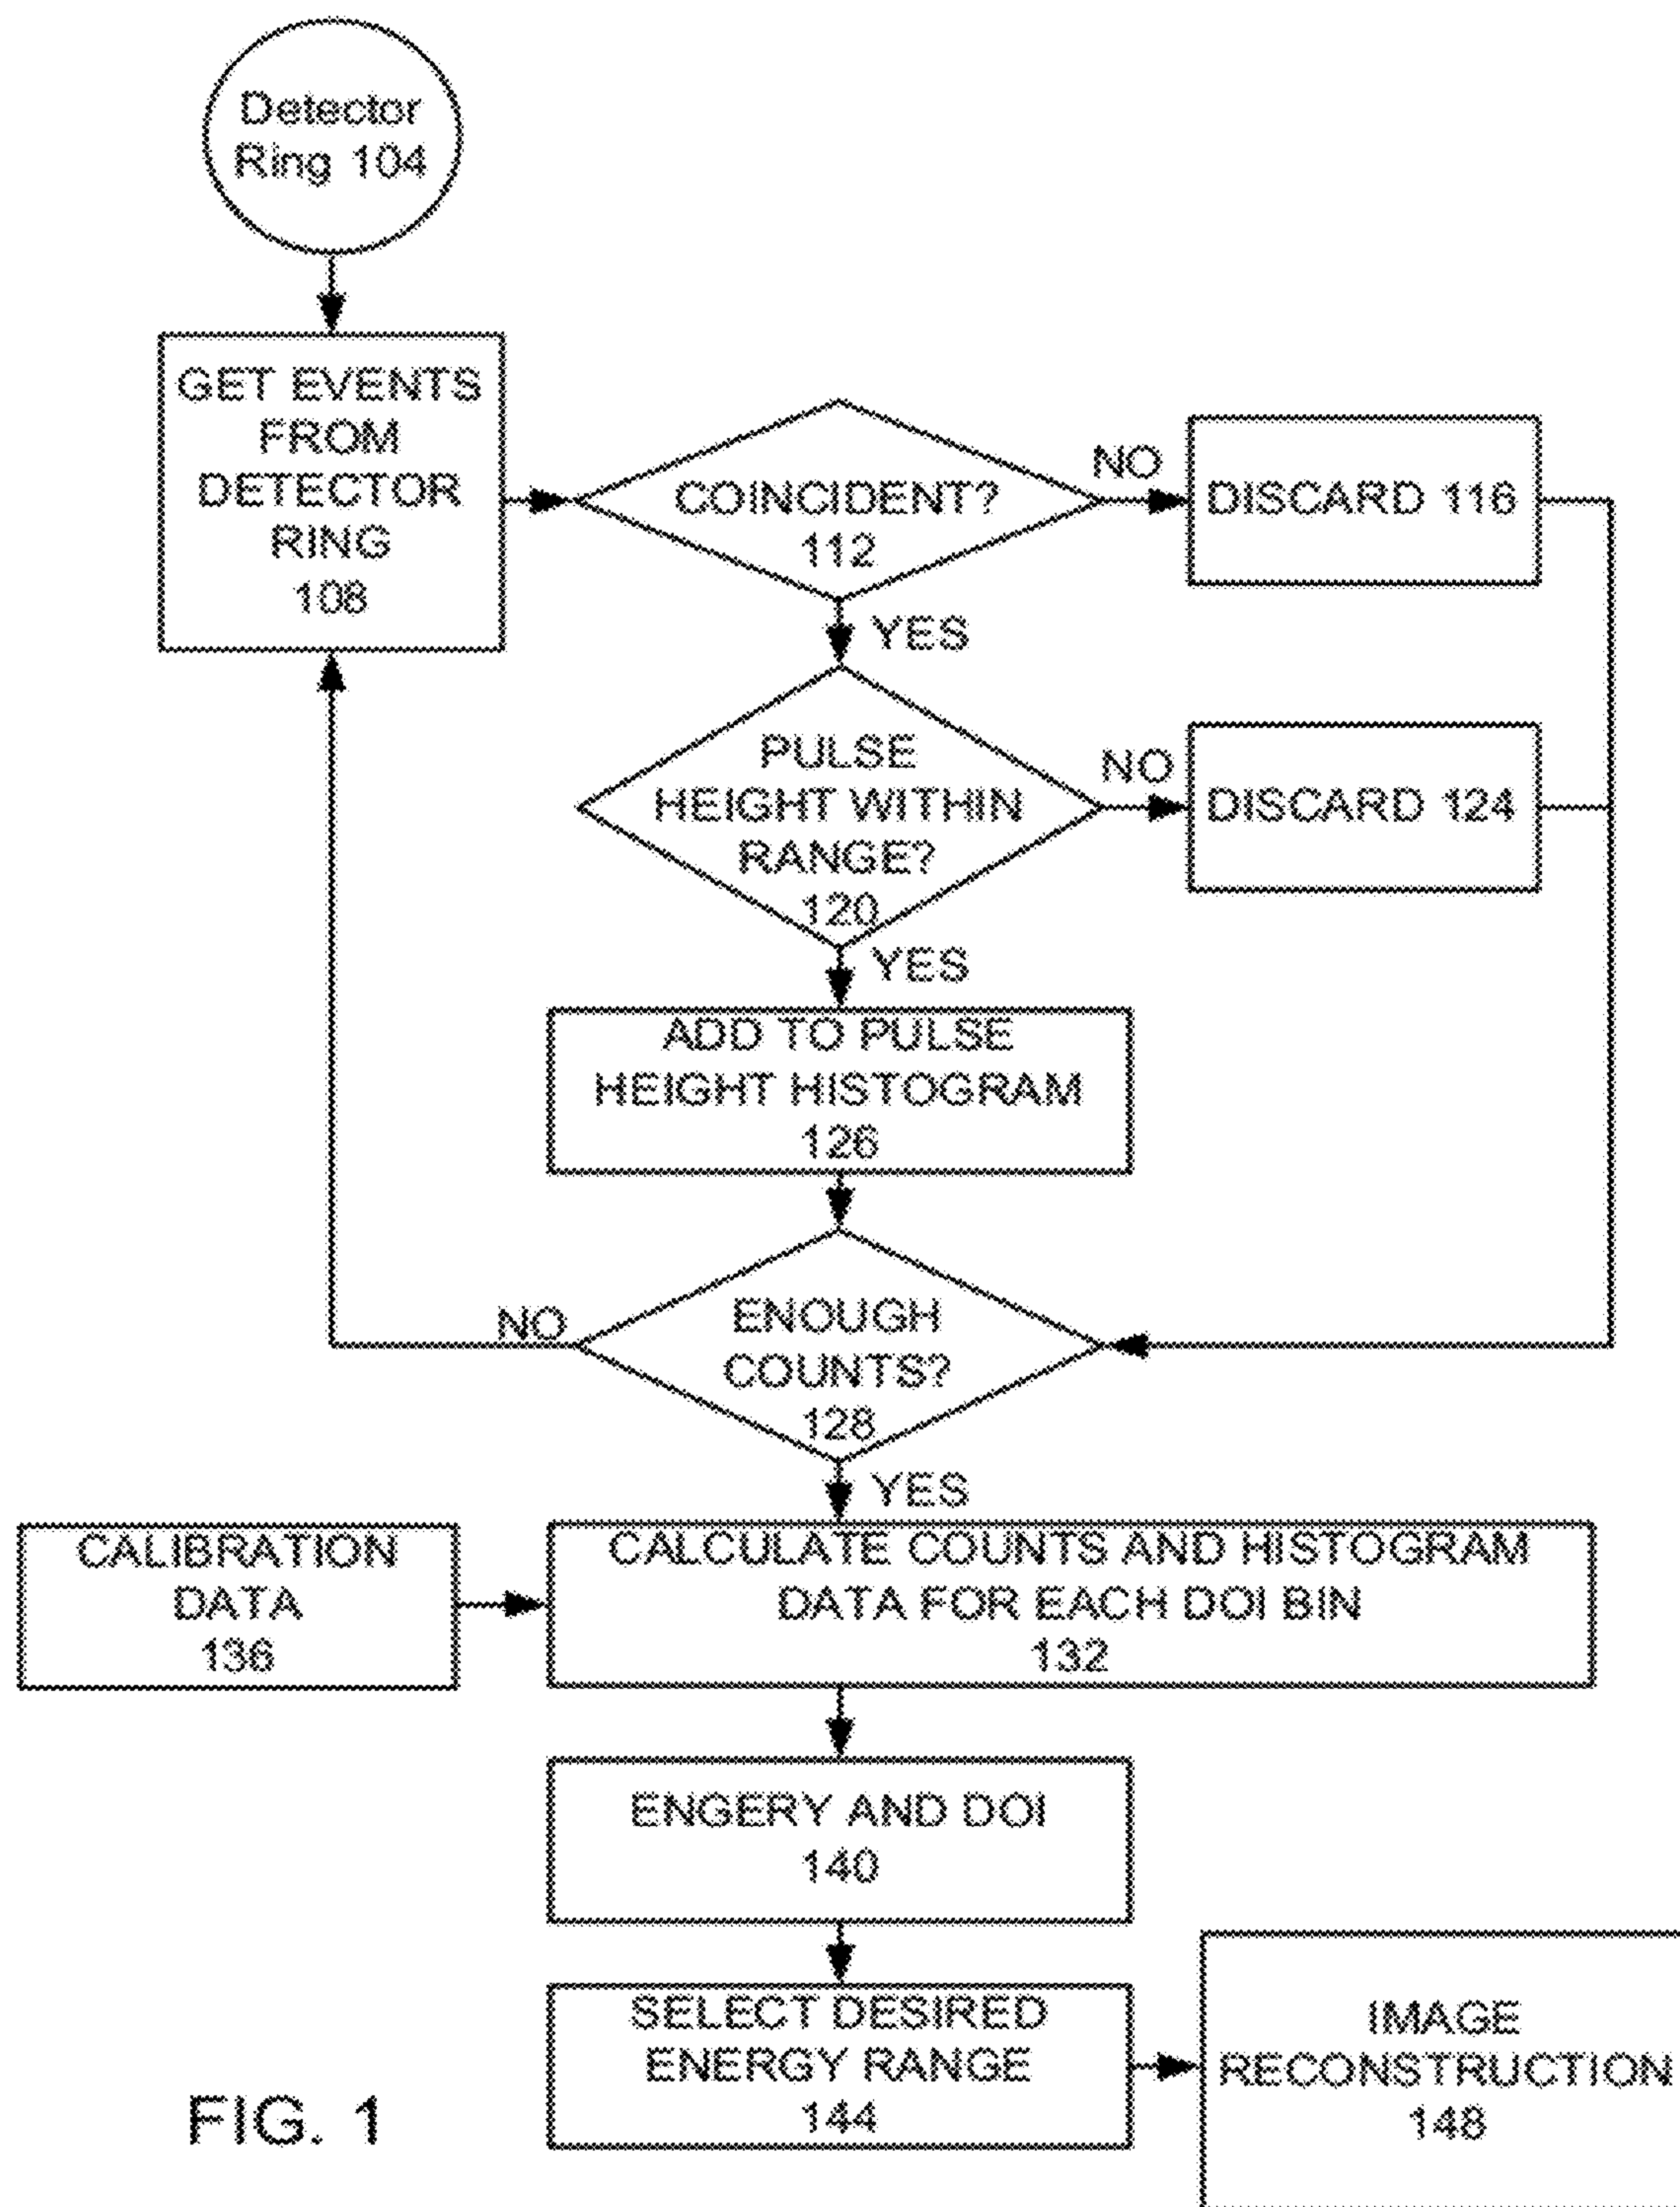 Detector
Ring 104
GET EVENTS
FROM
DETECTOR
RING
108
COINCIDENT?
112
NO
DISCARD 116
YES
PULSE
HEIGHT WITHIN
RANGE?
120
NO
DISCARD 124
YES
ADD TO PULSE
HEIGHT HISTOGRAM
126
NO
ENOUGH
COUNTS?
128
YES
CALIBRATION
DATA
136
CALCULATE COUNTS AND HISTOGRAM
DATA FOR EACH DOI BIN
132
ENGERY AND DOI
140
SELECT DESIRED
ENERGY RANGE
144
IMAGE
RECONSTRUCTION
148
FIG. 1